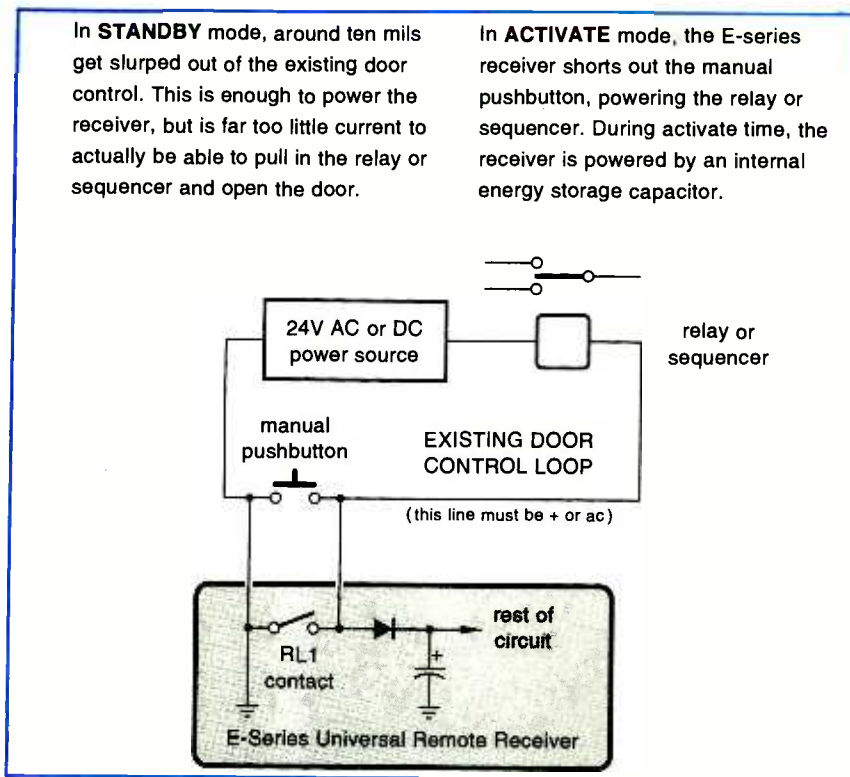 In STANDBY mode, around ten mils
get slurped out of the existing door
control. This is enough to power the
receiver, but is far too little current to
actually be able to pull in the relay or
sequencer and open the door.
In ACTIVATE mode, the E-series
receiver shorts out the manual
pushbutton, powering the relay or
sequencer. During activate time, the
receiver is powered by an internal
energy storage capacitor.
24V AC or DC
power source
relay or
sequencer
manual
pushbutton
EXISTING DOOR
CONTROL LOOP
(this line must be + or ac)
RL1
contact
rest of
circuit
+
E-Series Universal Remote Receiver